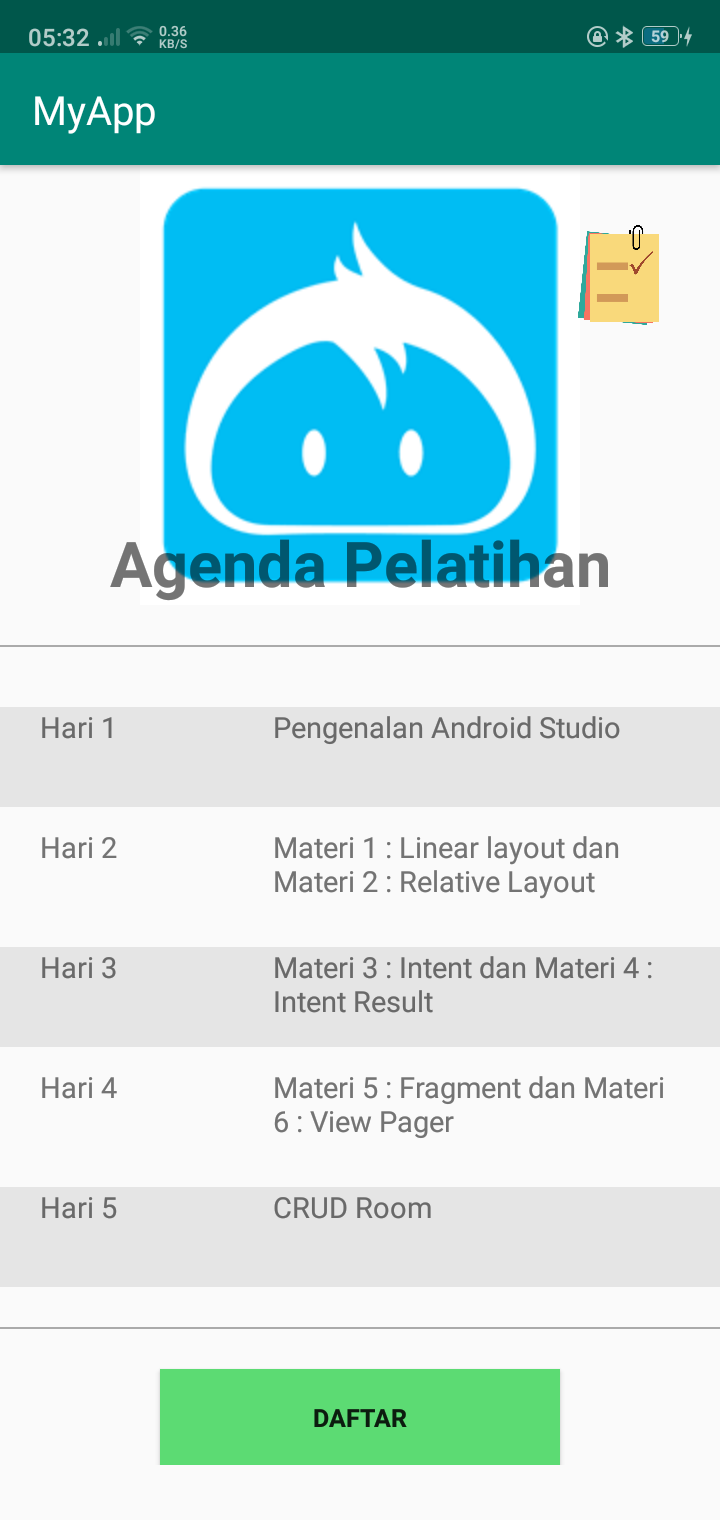 05:32 0.36 KB/S 59
MyApp
Agenda Pelatihan
Hari 1 Pengenalan Android Studio
Hari 2 Materi 1 : Linear layout dan
Materi 2 : Relative Layout
Hari 3 Materi 3 : Intent dan Materi 4 :
Intent Result
Hari 4 Materi 5 : Fragment dan Materi
6 : View Pager
Hari 5 CRUD Room
DAFTAR